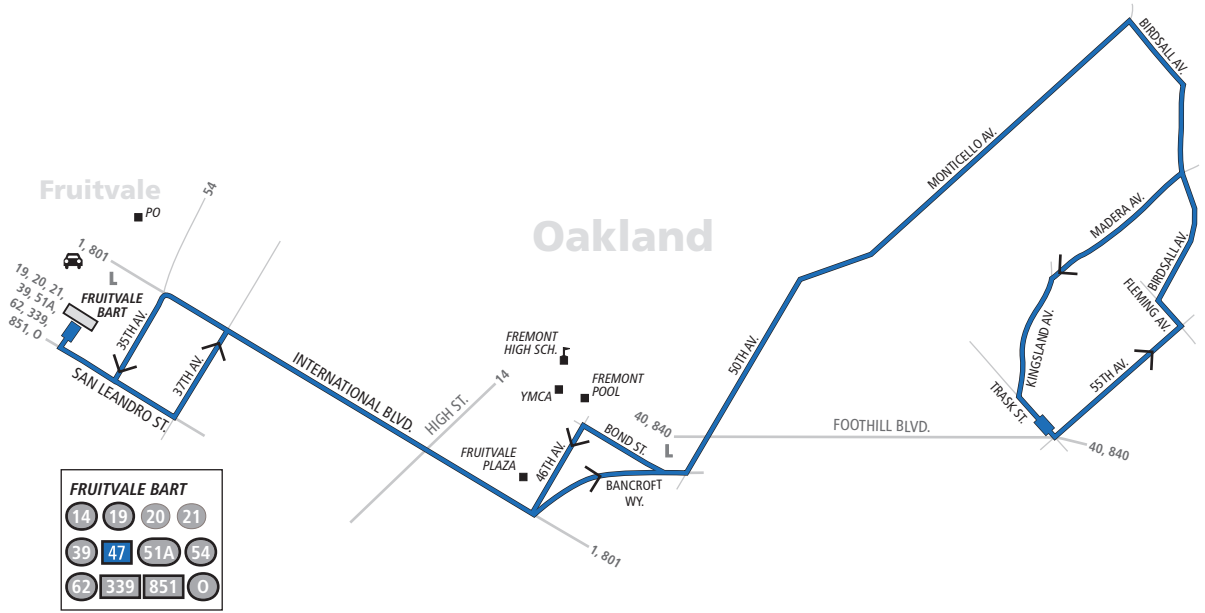 BIRDSALL AV.
MONTICELLO AV.
Fruitvale
54
PO
MADERA AV.
Oakland
1, 801
L
19, 20, 21,
39, 51A,
62, 339,
851, O
FRUITVALE
BART
BIRDSALL AV.
FLEMING AV.
35TH AV.
37TH AV.
SAN LEANDRO ST.
INTERNATIONAL BLVD.
FREMONT
HIGH SCH.
50TH AV.
KINGSLAND AV.
14
HIGH ST.
YMCA
FREMONT
POOL
55TH AV.
TRASK ST.
40, 840
L
FOOTHILL BLVD.
40, 840
BOND ST.
46TH AV.
FRUITVALE
PLAZA
BANCROFT
WY.
1, 801
FRUITVALE BART
14 19 20 21
39 47 51A 54
62 339 851 O